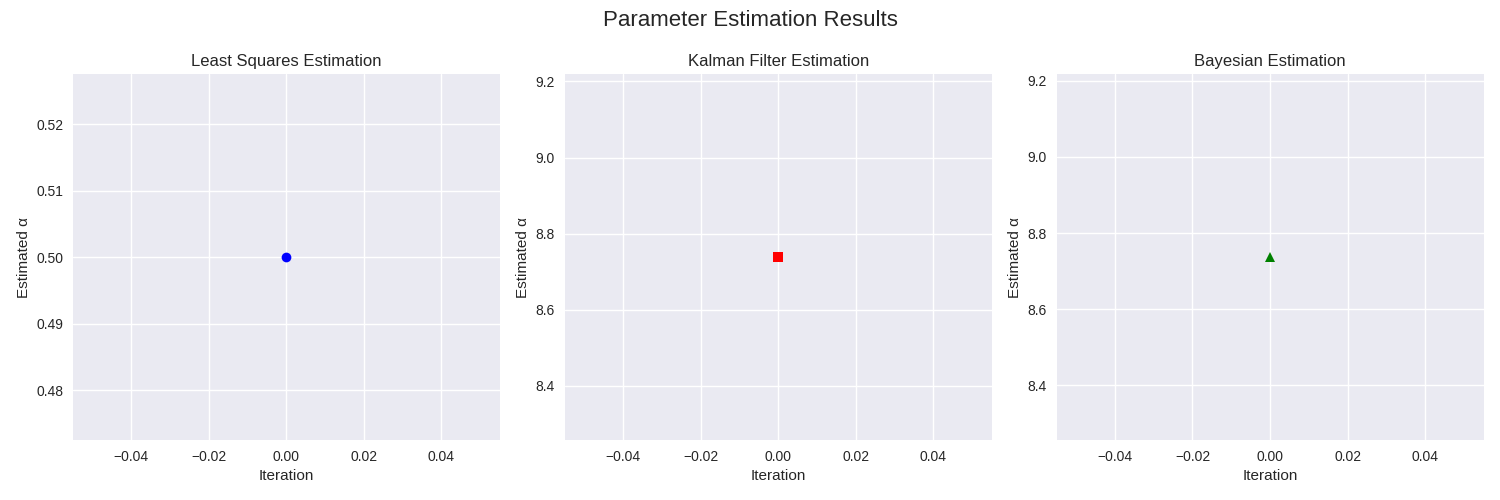 Parameter Estimation Results
Least Squares Estimation
0.52
0.51
0.50
0.49
0.48
Estimated α
−0.04 −0.02 0.00 0.02 0.04
Iteration
Kalman Filter Estimation
9.2
9.0
8.8
8.6
8.4
Estimated α
−0.04 −0.02 0.00 0.02 0.04
Iteration
Bayesian Estimation
9.2
9.0
8.8
8.6
8.4
Estimated α
−0.04 −0.02 0.00 0.02 0.04
Iteration